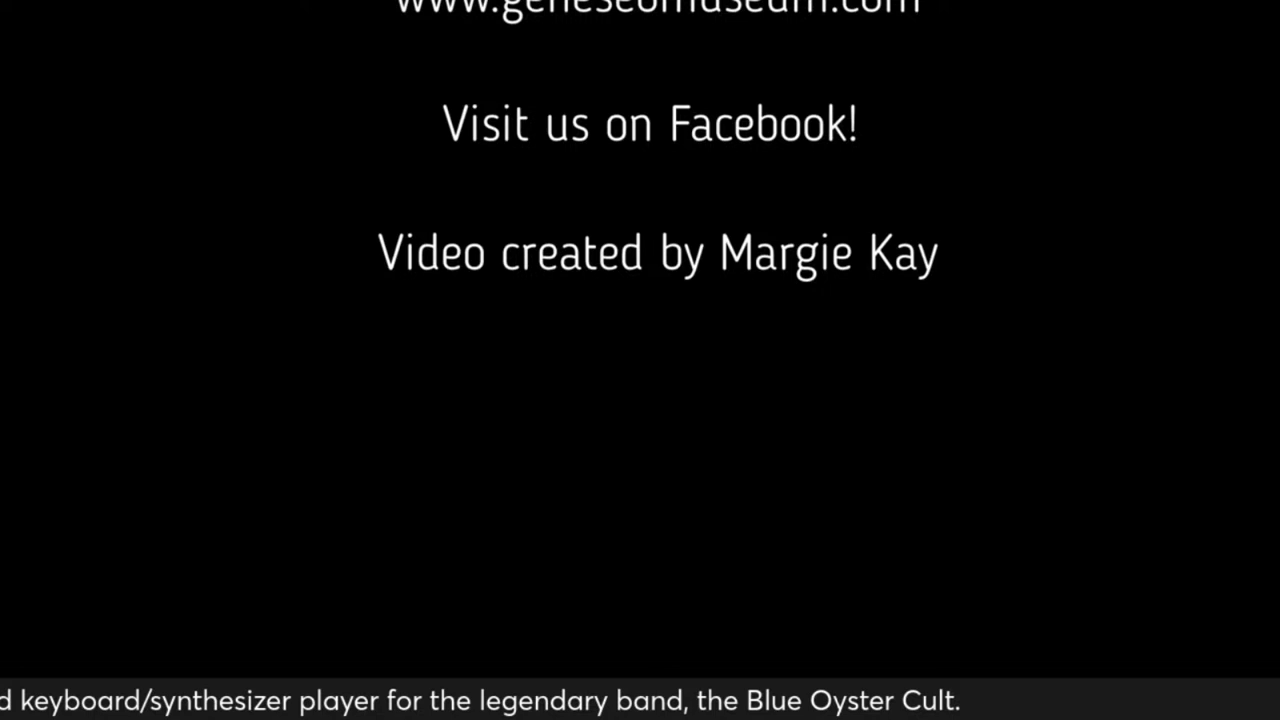 www.geneseomuseum.com
Visit us on Facebook!
Video created by Margie Kay
d keyboard/synthesizer player for the legendary band, the Blue Oyster Cult.